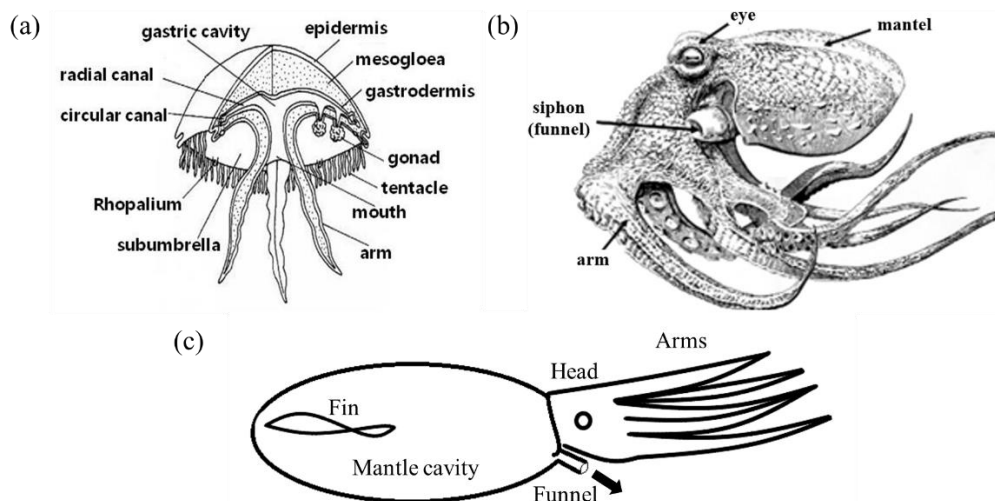 (a)
gastric cavity
epidermis
mesogloea
radial canal
gastrodermis
circular canal
gonad
tentacle
Rhopalium
mouth
subumbrella
arm
(b)
eye
mantel
siphon
(funnel)
arm
(c)
Arms
Head
Fin
Mantle cavity
Funnel